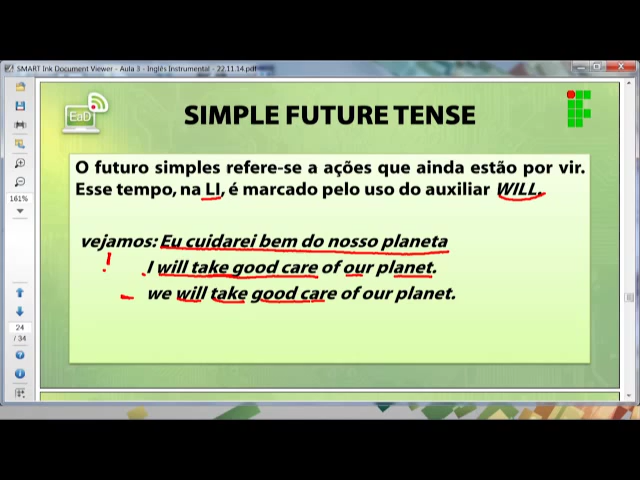 SMART Ink Document Viewer - Aula 3 - Inglês Instrumental - 22.11.14.pdf
EaD
SIMPLE FUTURE TENSE
O futuro simples refere-se a ações que ainda estão por vir.
Esse tempo, na LI, é marcado pelo uso do auxiliar WILL.
161%
vejamos: Eu cuidarei bem do nosso planeta
I will take good care of our planet.
we will take good care of our planet.
24
/ 34